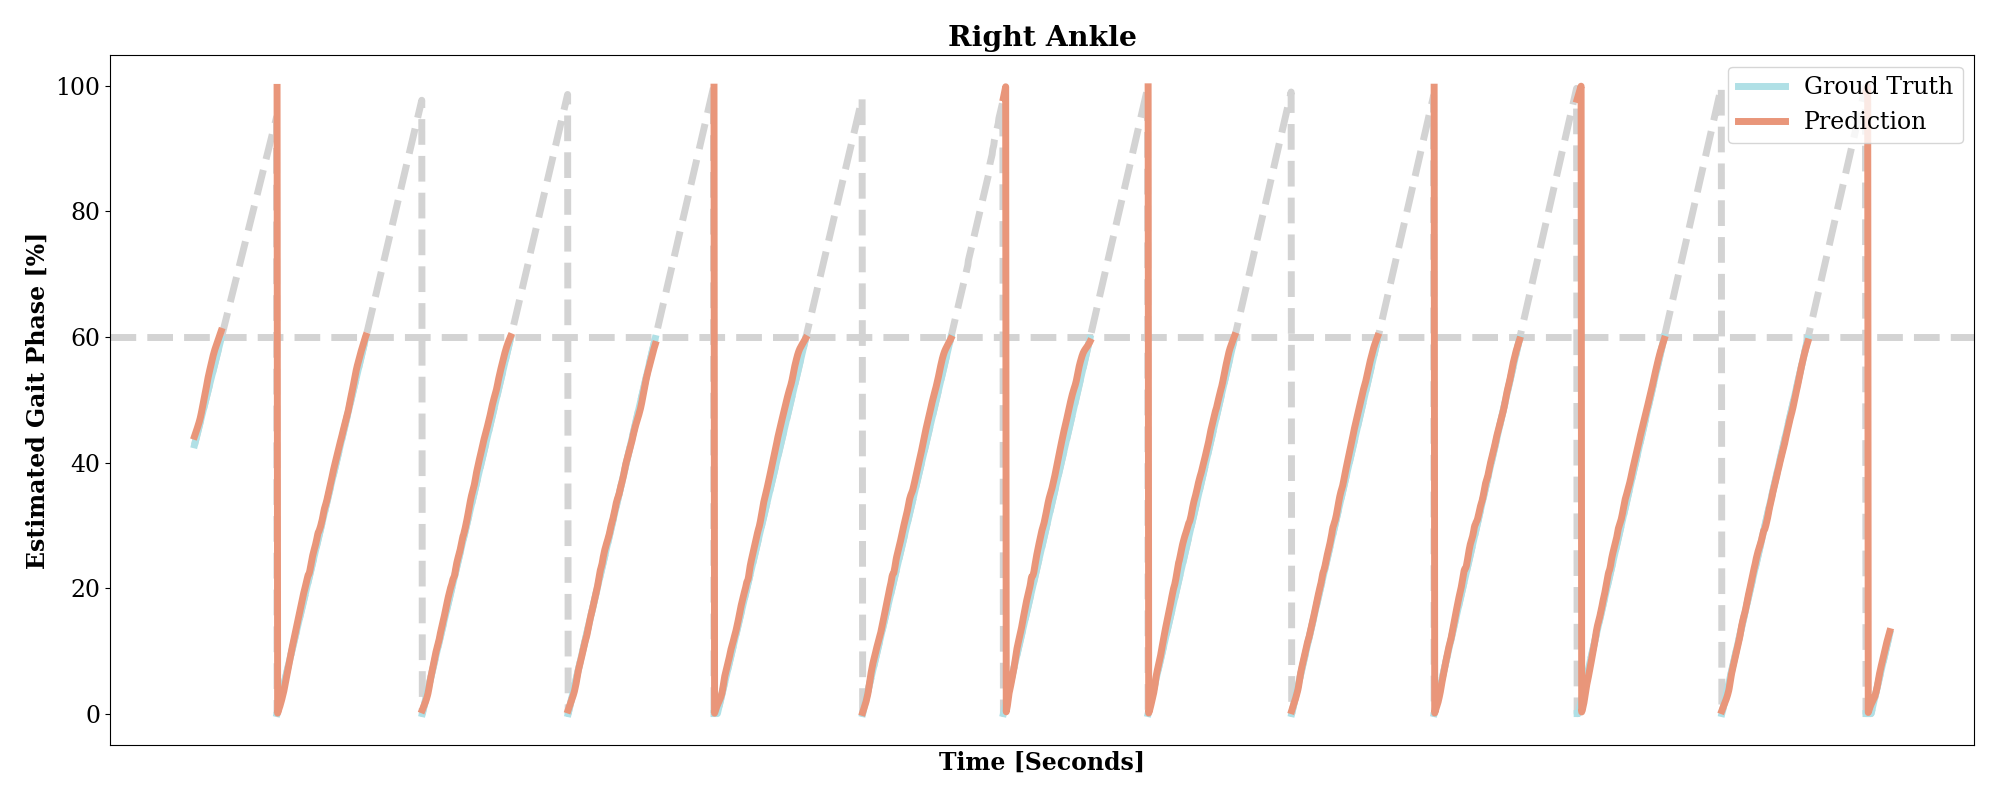 Right Ankle
Groud Truth
Prediction
Estimated Gait Phase [%]
100
80
60
40
20
0
Time [Seconds]